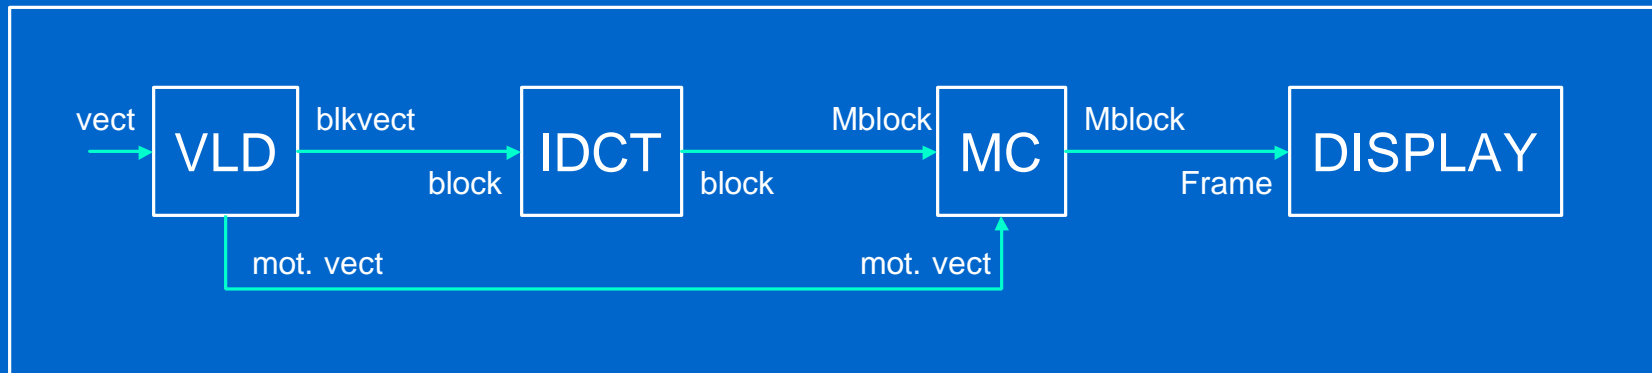 vect
VLD
blkvect
block
IDCT
block
Mblock
MC
Mblock
Frame
DISPLAY
mot. vect
mot. vect